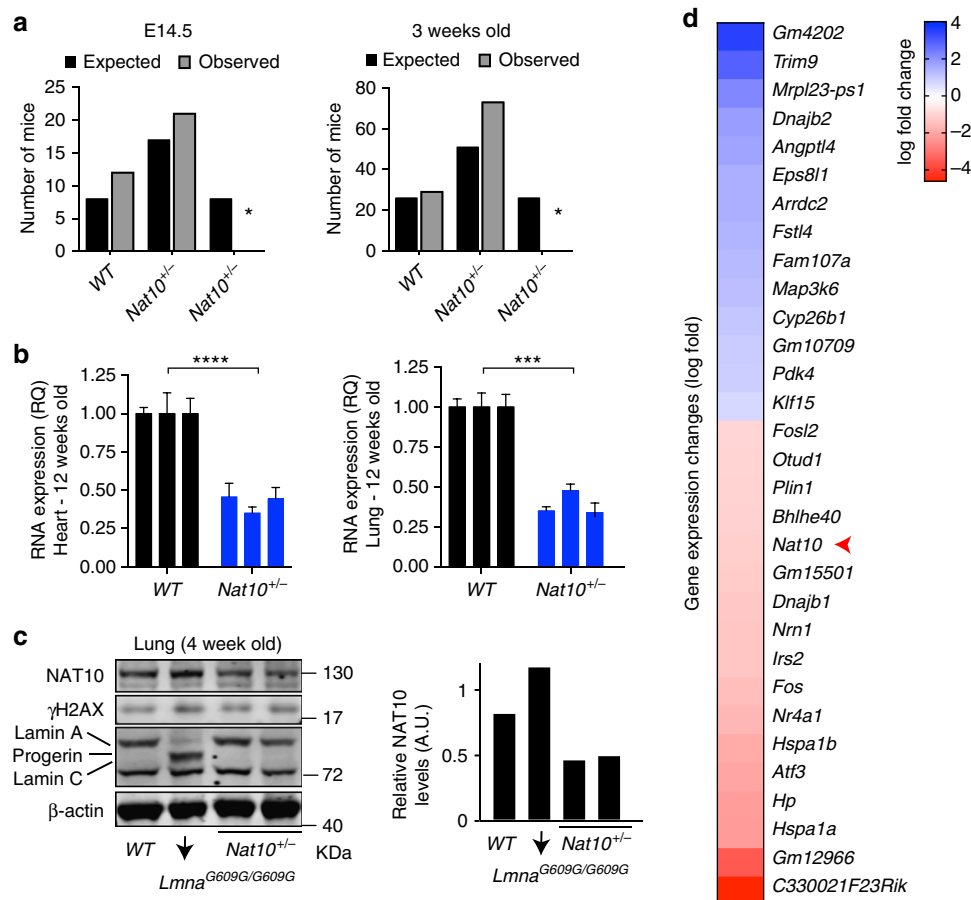 a
E14.5
Expected Observed
Number of mice
25
20
15
10
5
0
*
WT
Nat10+/–
Nat10+/–
3 weeks old
Expected Observed
Number of mice
80
60
40
20
0
*
WT
Nat10+/–
Nat10+/–
b
RNA expression (RQ)
Heart - 12 weeks old
1.25
1.00
0.75
0.50
0.25
0.00
****
WT Nat10+/–
RNA expression (RQ)
Lung - 12 weeks old
1.25
1.00
0.75
0.50
0.25
0.00
***
WT Nat10+/–
c
Lung (4 week old)
NAT10
130
γH2AX
17
Lamin A
Progerin
Lamin C
72
β-actin
40
KDa
WT Nat10+/–
LmnaG609G/G609G
Relative NAT10
levels (A.U.)
1
0.5
0
WT Nat10+/–
LmnaG609G/G609G
d
Gene expression changes (log fold)
Gm4202
Trim9
Mrpl23-ps1
Dnajb2
Angptl4
Eps8l1
Arrdc2
Fstl4
Fam107a
Map3k6
Cyp26b1
Gm10709
Pdk4
Klf15
Fosl2
Otud1
Plin1
Bhlhe40
Nat10
Gm15501
Dnajb1
Nrn1
Irs2
Fos
Nr4a1
Hspa1b
Atf3
Hp
Hspa1a
Gm12966
C330021F23Rik
log fold change
4
2
0
−2
−4